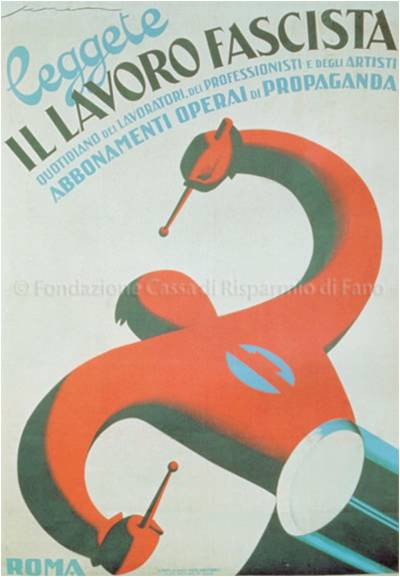 leggete
IL LAVORO FASCISTA
QUOTIDIANO DEI LAVORATORI, DEI PROFESSIONISTI E DEGLI ARTISTI
ABBONAMENTI OPERAI DI PROPAGANDA
© Fondazione Cassa di Risparmio di Fano
ROMA